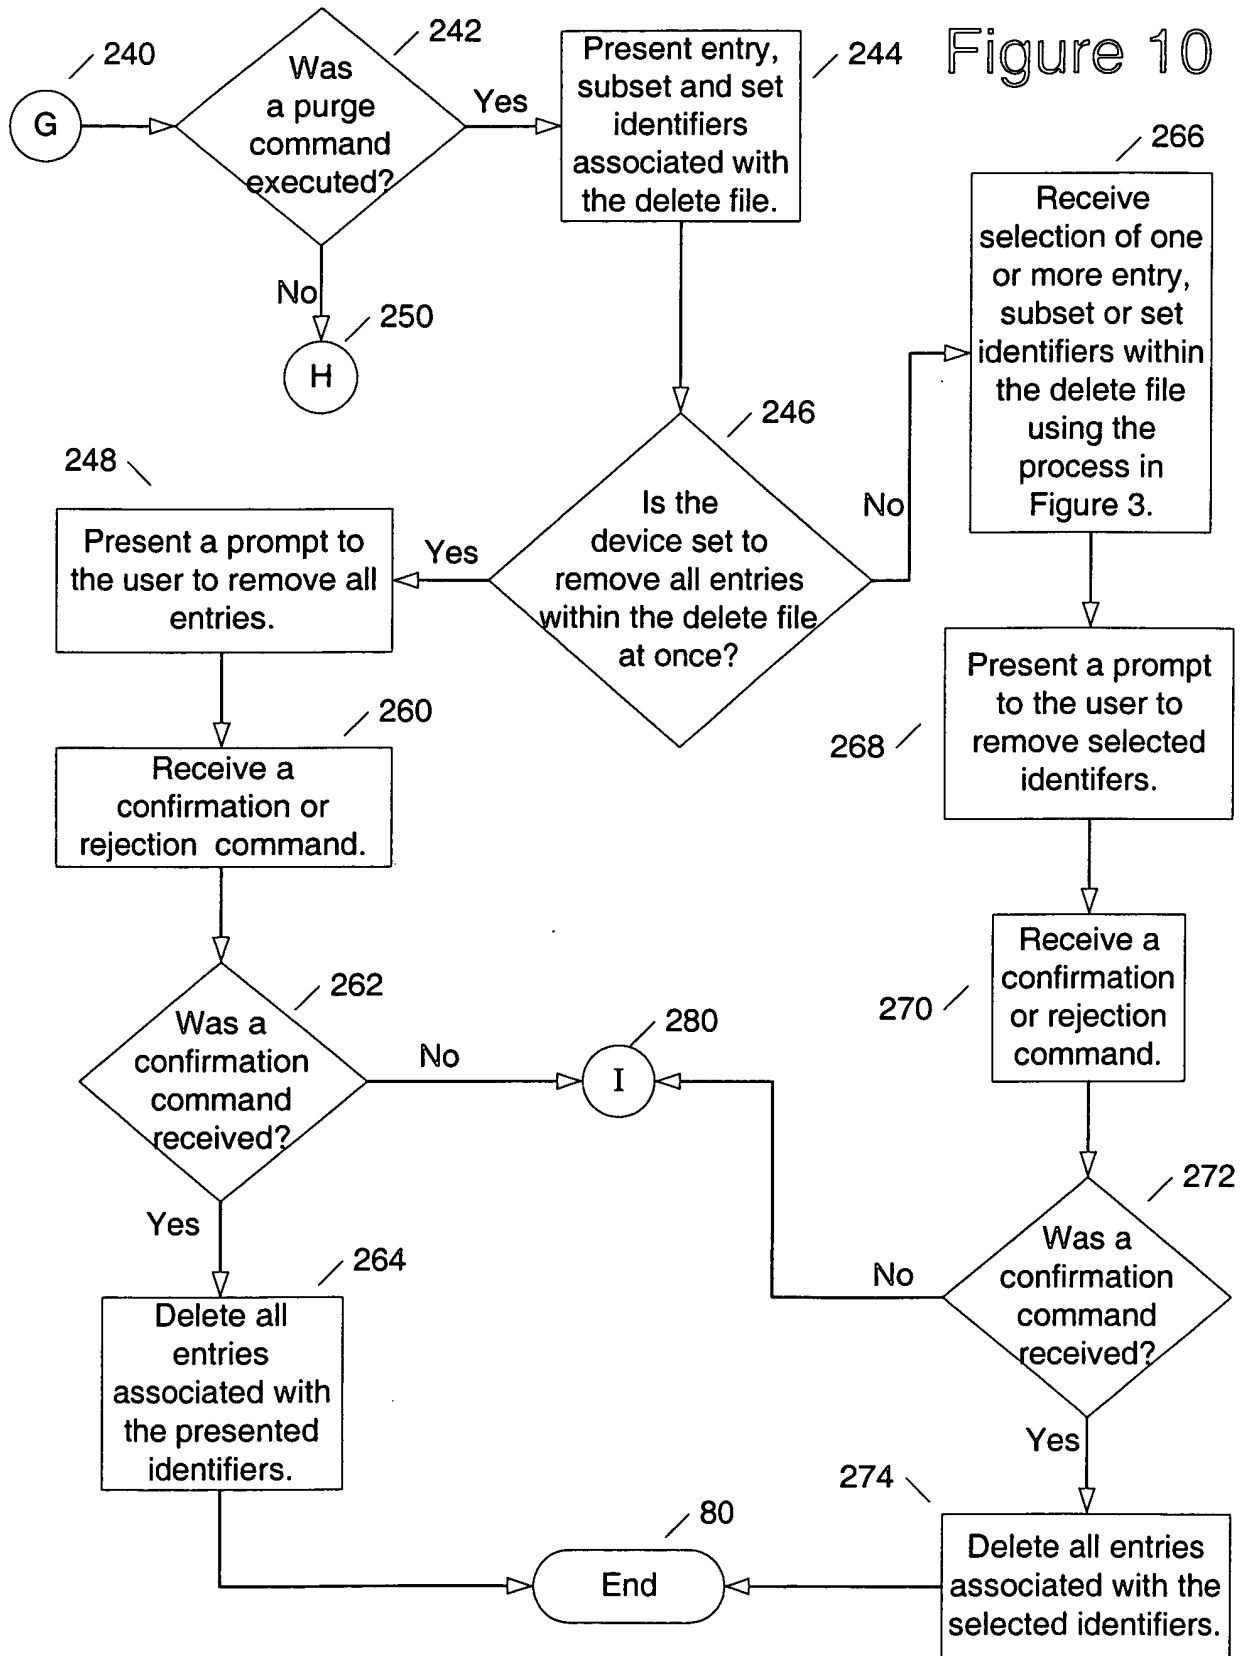 Figure 10
240
G
242
Was
a purge
command
executed?
Yes
No
250
H
244
Present entry,
subset and set
identifiers
associated with
the delete file.
246
Is the
device set to
remove all entries
within the delete file
at once?
Yes
No
248
Present a prompt to
the user to remove all
entries.
260
Receive a
confirmation or
rejection command.
262
Was a
confirmation
command
received?
No
Yes
280
I
264
Delete all
entries
associated with
the presented
identifiers.
266
Receive
selection of one
or more entry,
subset or set
identifiers within
the delete file
using the
process in
Figure 3.
268
Present a prompt
to the user to
remove selected
identifers.
270
Receive a
confirmation
or rejection
command.
272
Was a
confirmation
command
received?
No
Yes
274
Delete all entries
associated with the
selected identifiers.
80
End